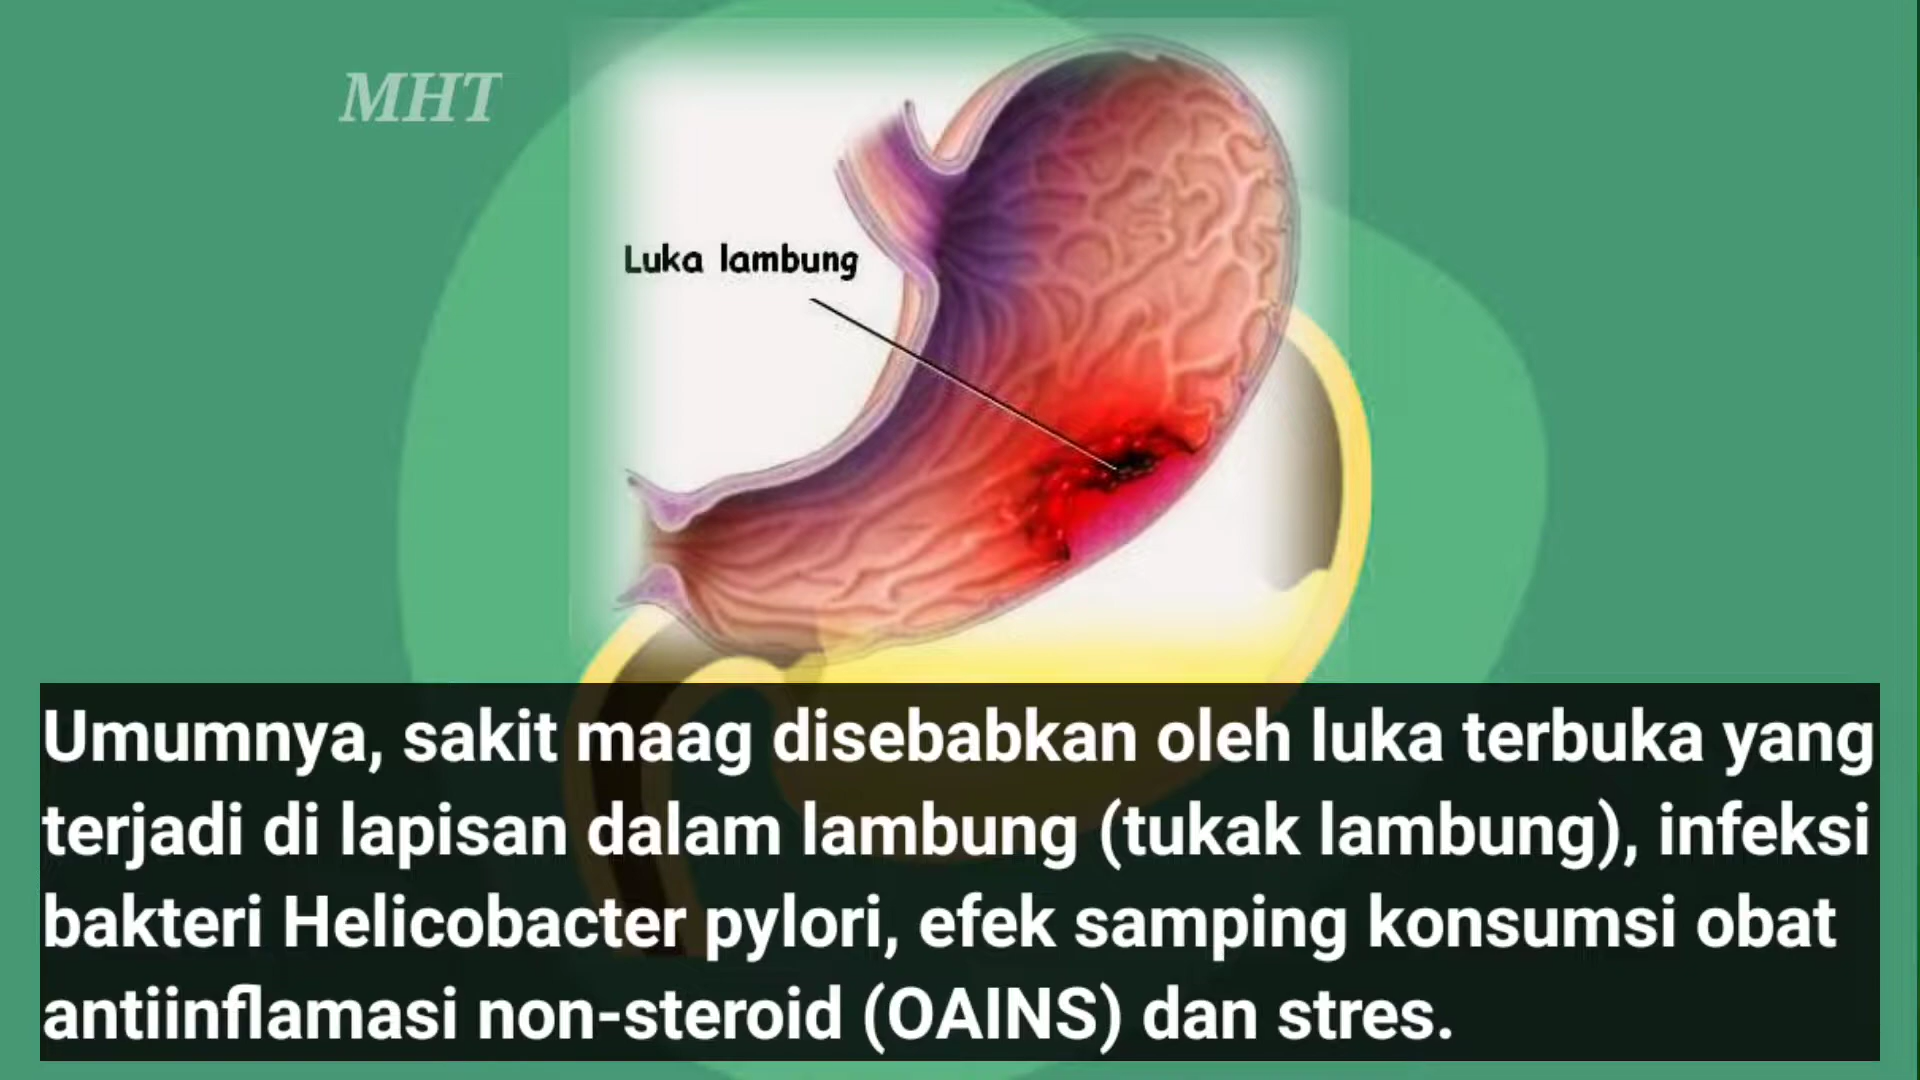 MHT
Luka lambung
Umumnya, sakit maag disebabkan oleh luka terbuka yang
terjadi di lapisan dalam lambung (tukak lambung), infeksi
bakteri Helicobacter pylori, efek samping konsumsi obat
antiinflamasi non-steroid (OAINS) dan stres.